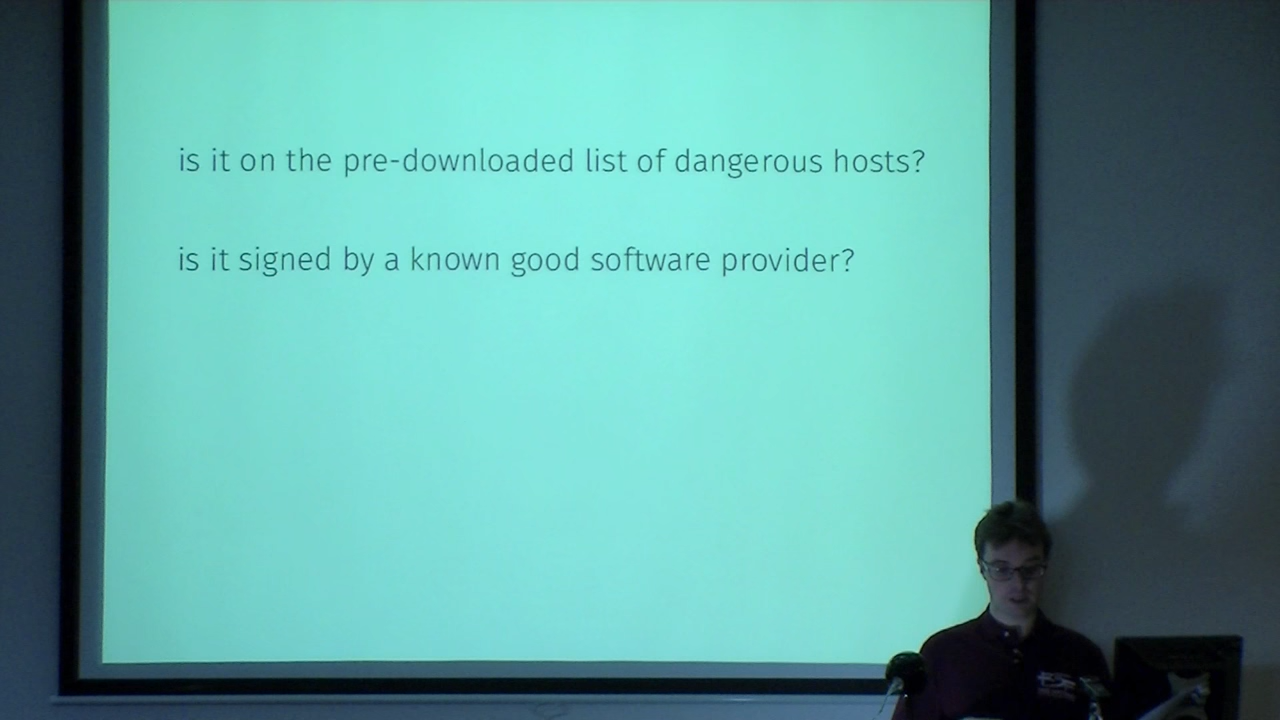 is it on the pre-downloaded list of dangerous hosts?
is it signed by a known good software provider?